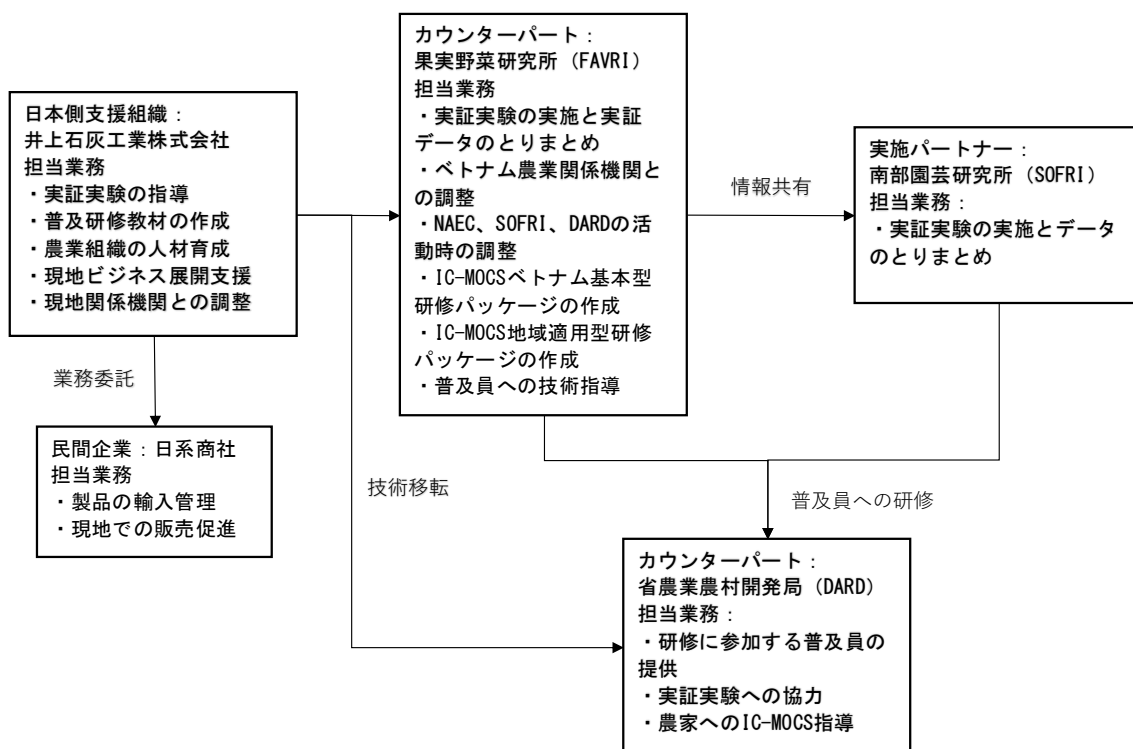 日本側支援組織：
井上石灰工業株式会社
担当業務
・実証実験の指導
・普及研修教材の作成
・農業組織の人材育成
・現地ビジネス展開支援
・現地関係機関との調整
業務委託
民間企業：日系商社
担当業務
・製品の輸入管理
・現地での販売促進
カウンターパート：
果実野菜研究所（FAVRI）
担当業務
・実証実験の実施と実証
データのとりまとめ
・ベトナム農業関係機関と
の調整
・NAEC、SOFRI、DARDの活
動時の調整
・IC-MOCSベトナム基本型
研修パッケージの作成
・IC-MOCS地域適用型研修
パッケージの作成
・普及員への技術指導
情報共有
実施パートナー：
南部園芸研究所（SOFRI）
担当業務：
・実証実験の実施とデータ
のとりまとめ
技術移転
普及員への研修
カウンターパート：
省農業農村開発局（DARD）
担当業務：
・研修に参加する普及員の
提供
・実証実験への協力
・農家へのIC-MOCS指導